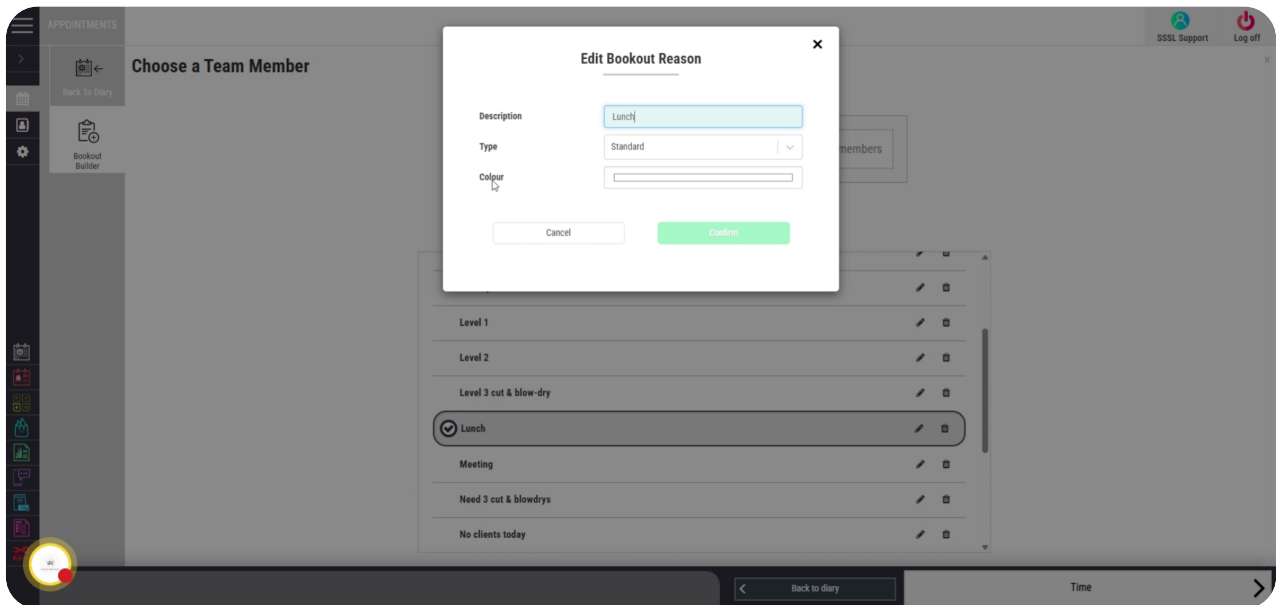 APPOINTMENTS
SSSL Support
Log off
Back To Diary
Choose a Team Member
Bookout
Builder
Edit Bookout Reason
Description
Lunch
Type
Standard
Colour
members
Cancel
Confirm
Level 1
Level 2
Level 3 cut & blow-dry
Lunch
Meeting
Need 3 cut & blowdrys
No clients today
Back to diary
Time